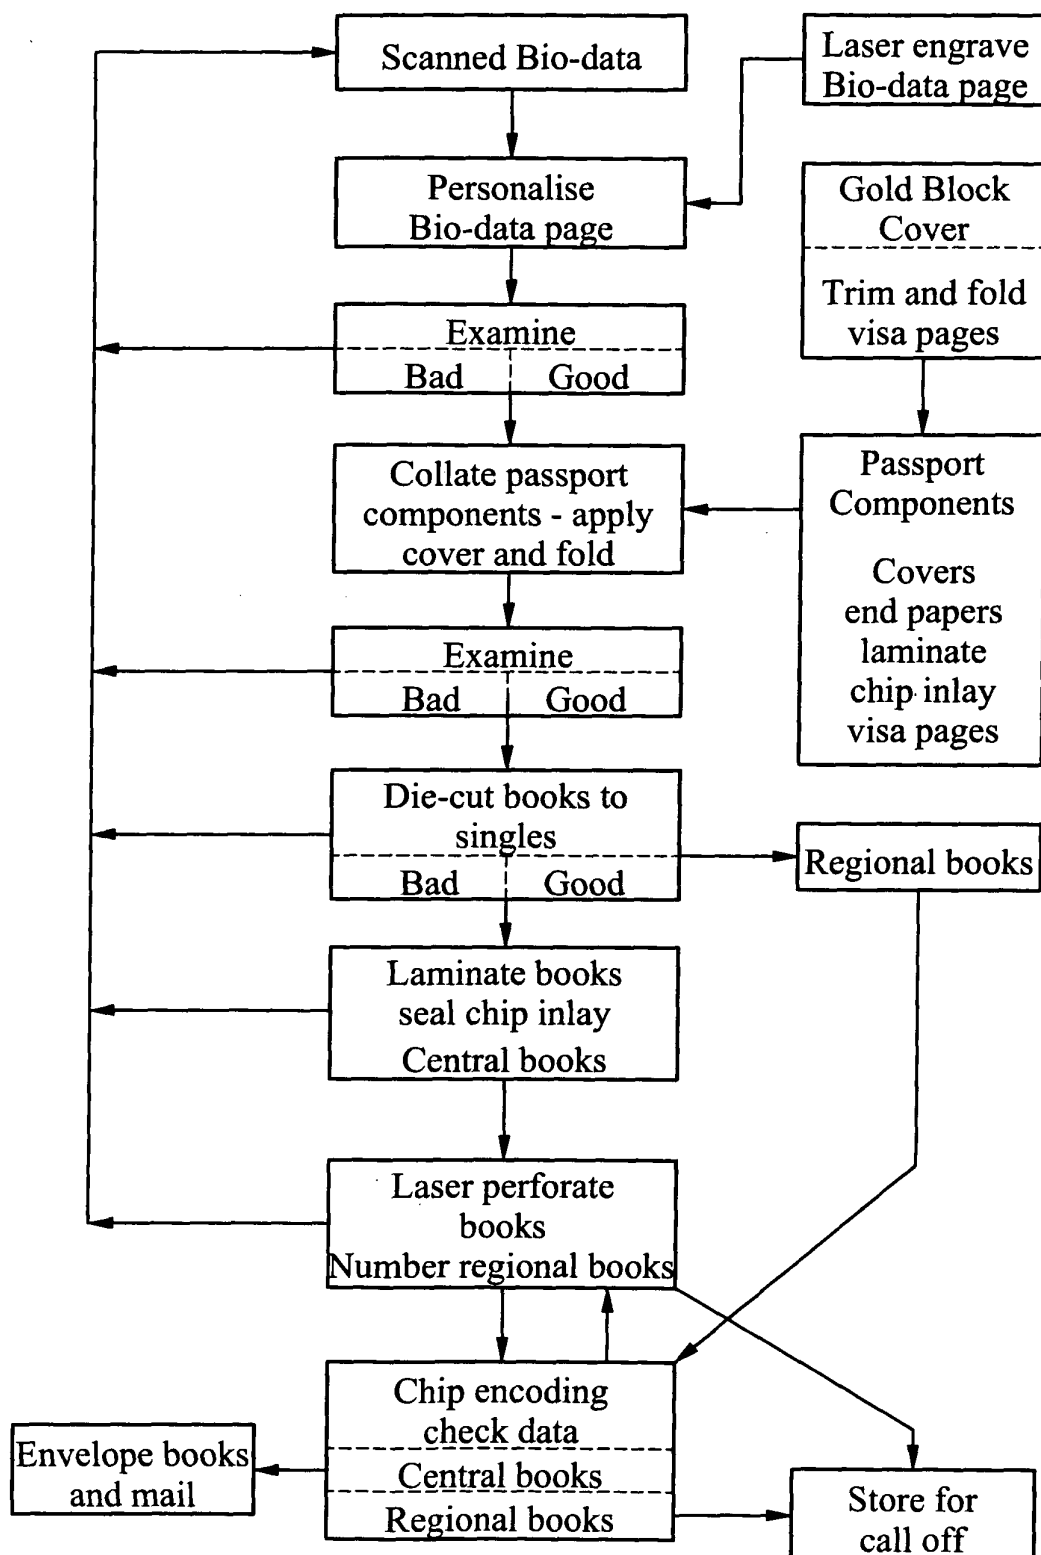 Scanned Bio-data
Laser engrave
Bio-data page
Personalise
Bio-data page
Gold Block
Cover
Trim and fold
visa pages
Examine
Bad Good
Collate passport
components - apply
cover and fold
Passport
Components
Covers
end papers
laminate
chip inlay
visa pages
Examine
Bad Good
Die-cut books to
singles
Bad Good
Regional books
Laminate books
seal chip inlay
Central books
Laser perforate
books
Number regional books
Chip encoding
check data
Central books
Regional books
Envelope books
and mail
Store for
call off